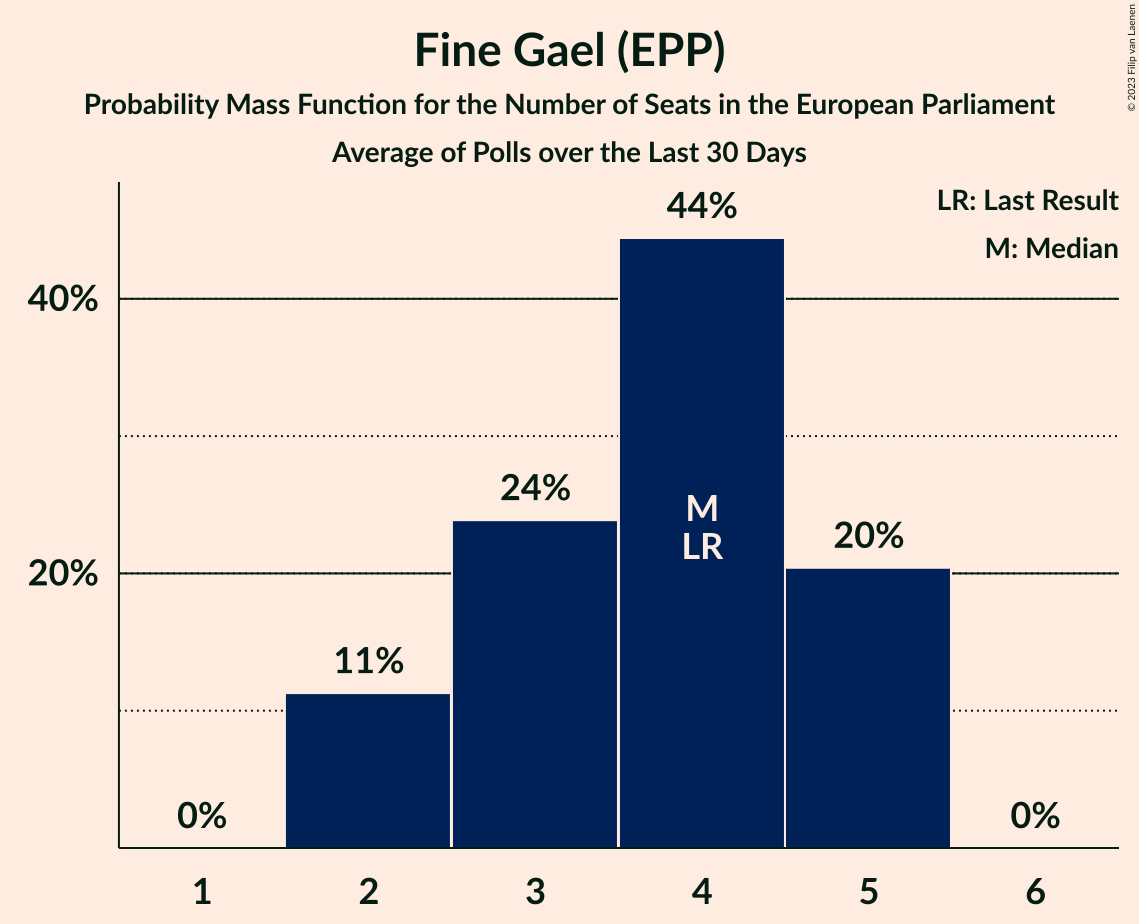 Fine Gael (EPP)
Probability Mass Function for the Number of Seats in the European Parliament
Average of Polls over the Last 30 Days
© 2023 Filip van Laenen
LR: Last Result
M: Median
44%
40%
24%
M
LR
20%
20%
11%
0%
0%
1 2 3 4 5 6